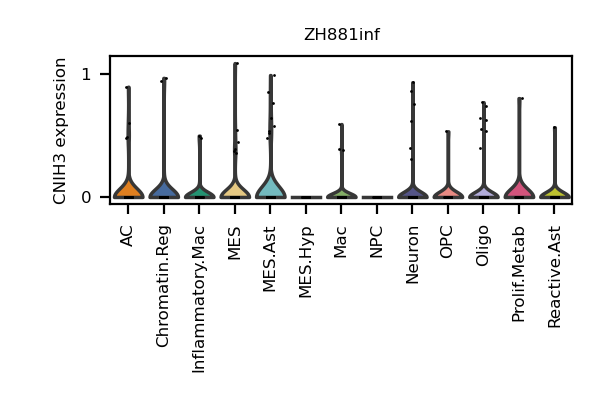 ZH881inf
CNIH3 expression
1
0
AC
Chromatin.Reg
Inflammatory.Mac
MES
MES.Ast
MES.Hyp
Mac
NPC
Neuron
OPC
Oligo
Prolif.Metab
Reactive.Ast